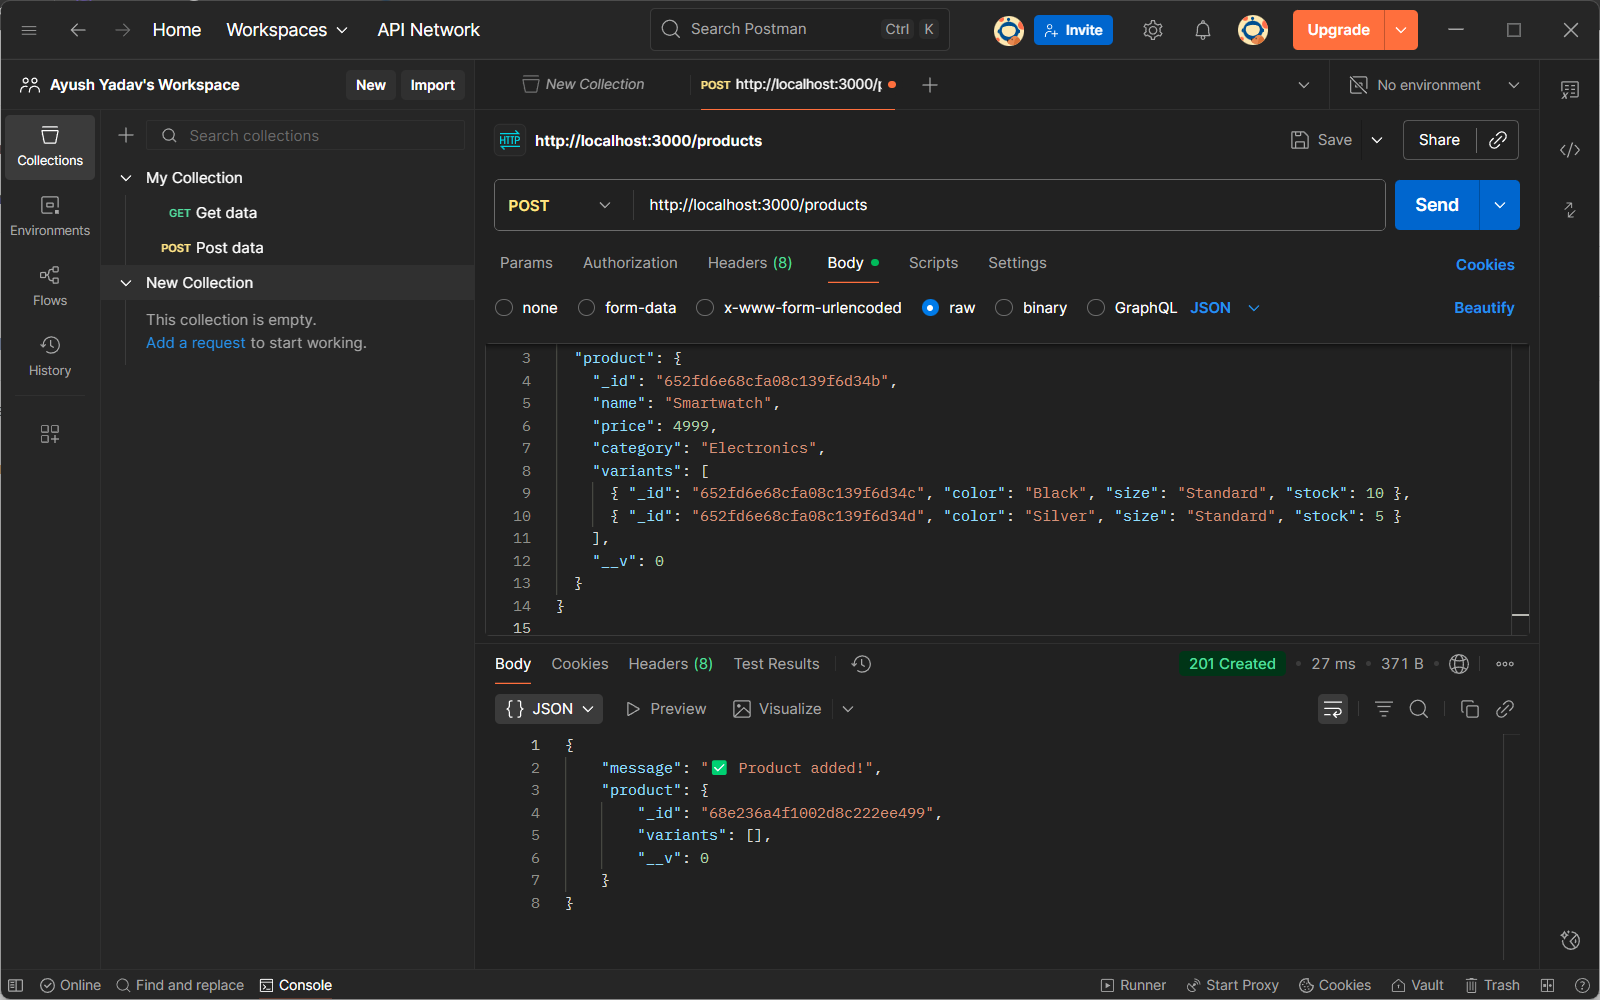 Home
Workspaces
API Network
Search Postman
Ctrl K
Invite
Upgrade
Ayush Yadav's Workspace
New
Import
New Collection
POST http://localhost:3000/p
No environment
Collections
Environments
Flows
History
Search collections
My Collection
GET Get data
POST Post data
New Collection
This collection is empty.
Add a request to start working.
HTTP
http://localhost:3000/products
Save
Share
POST
http://localhost:3000/products
Send
Params
Authorization
Headers (8)
Body
Scripts
Settings
Cookies
none
form-data
x-www-form-urlencoded
raw
binary
GraphQL
JSON
Beautify
3 "product": {
4 "_id": "652fd6e68cfa08c139f6d34b",
5 "name": "Smartwatch",
6 "price": 4999,
7 "category": "Electronics",
8 "variants": [
9 { "_id": "652fd6e68cfa08c139f6d34c", "color": "Black", "size": "Standard", "stock": 10 },
10 { "_id": "652fd6e68cfa08c139f6d34d", "color": "Silver", "size": "Standard", "stock": 5 }
11 ],
12 "__v": 0
13 }
14 }
15
Body
Cookies
Headers (8)
Test Results
201 Created
27 ms
371 B
{} JSON
Preview
Visualize
1 {
2 "message": "✅ Product added!",
3 "product": {
4 "_id": "68e236a4f1002d8c222ee499",
5 "variants": [],
6 "__v": 0
7 }
8 }
Online
Find and replace
Console
Runner
Start Proxy
Cookies
Vault
Trash